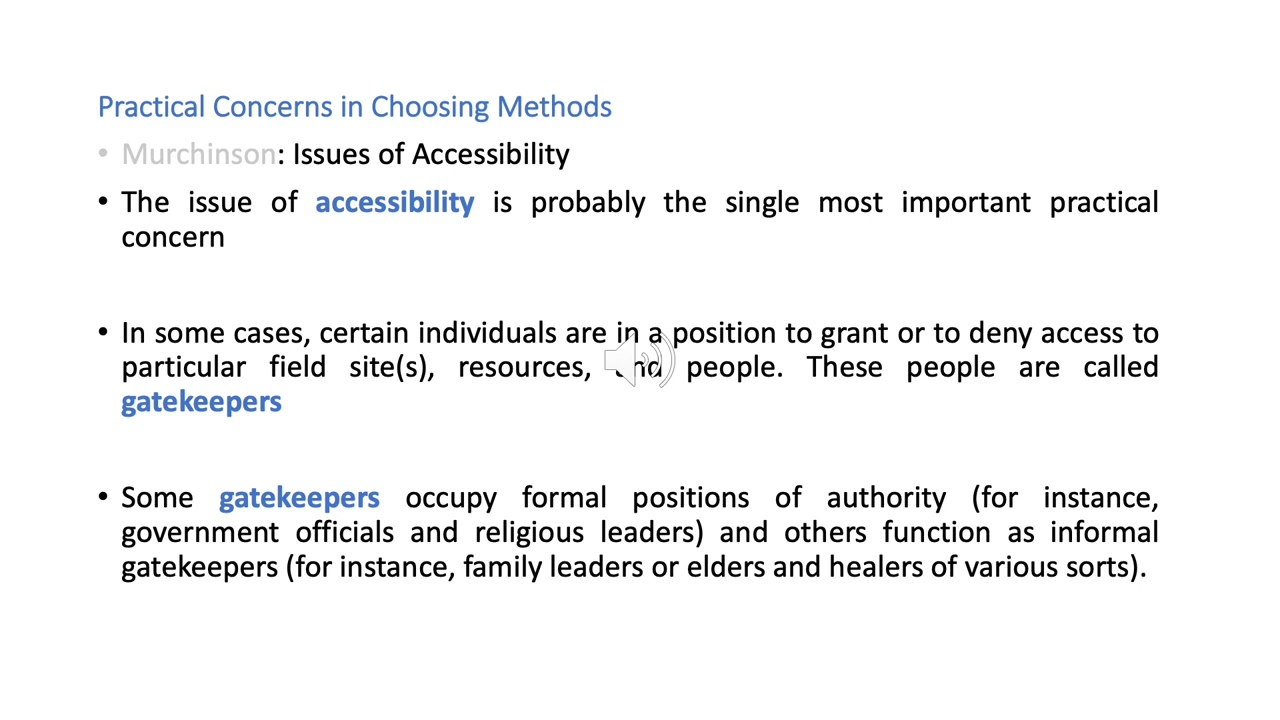 Practical Concerns in Choosing Methods
• Murchinson: Issues of Accessibility
• The issue of accessibility is probably the single most important practical
concern
• In some cases, certain individuals are in a position to grant or to deny access to
particular field site(s), resources, and people. These people are called
gatekeepers
• Some gatekeepers occupy formal positions of authority (for instance,
government officials and religious leaders) and others function as informal
gatekeepers (for instance, family leaders or elders and healers of various sorts).